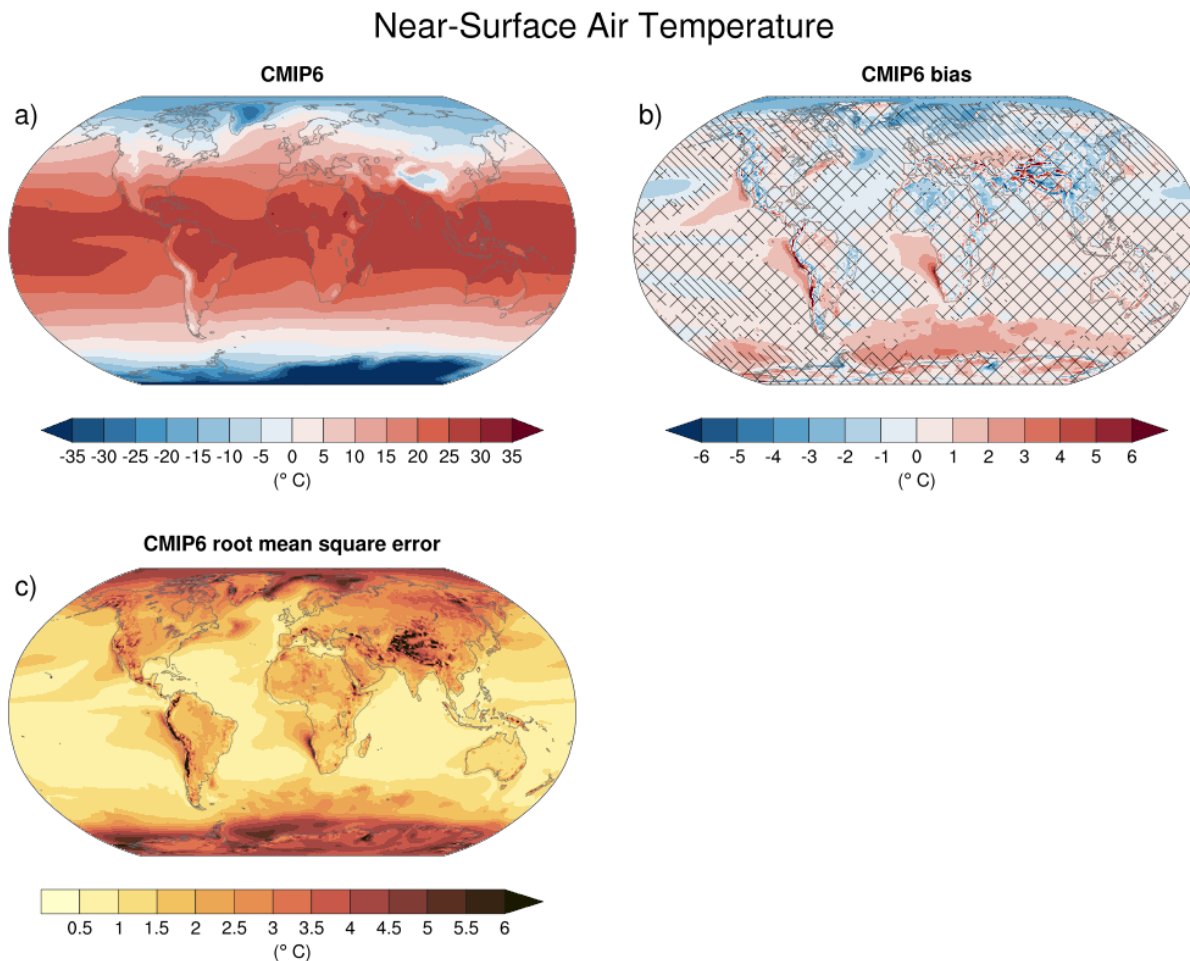 Near-Surface Air Temperature
CMIP6
CMIP6 bias
a)
b)
-35 -30 -25 -20 -15 -10 -5 0 5 10 15 20 25 30 35
(° C)
-6 -5 -4 -3 -2 -1 0 1 2 3 4 5 6
(° C)
CMIP6 root mean square error
c)
0.5 1 1.5 2 2.5 3 3.5 4 4.5 5 5.5 6
(° C)